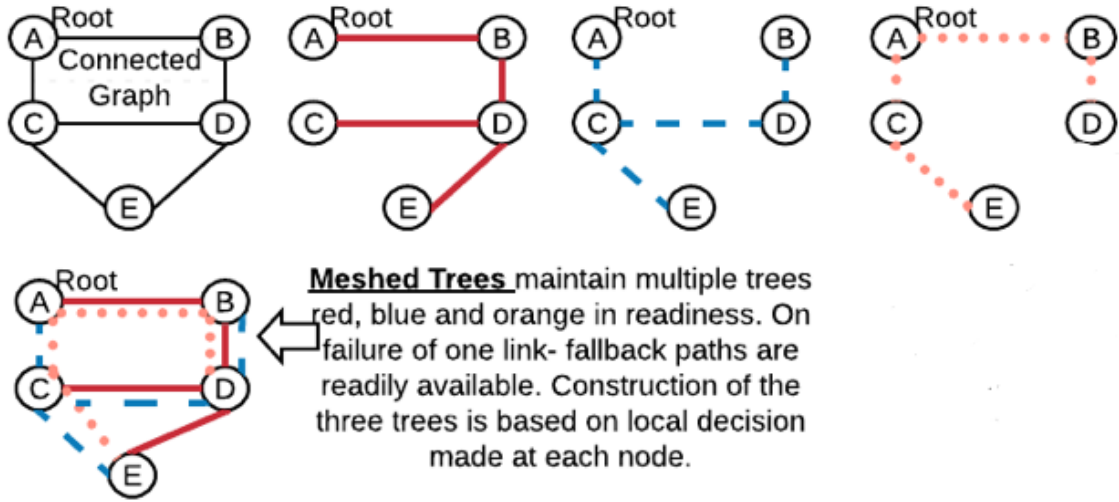 Root
A
B
Connected
Graph
C
D
E
Root
A
B
C
D
E
Root
A
B
C
D
E
Root
A
B
C
D
E
Root
A
B
C
D
E
Meshed Trees maintain multiple trees
red, blue and orange in readiness. On
failure of one link- fallback paths are
readily available. Construction of the
three trees is based on local decision
made at each node.